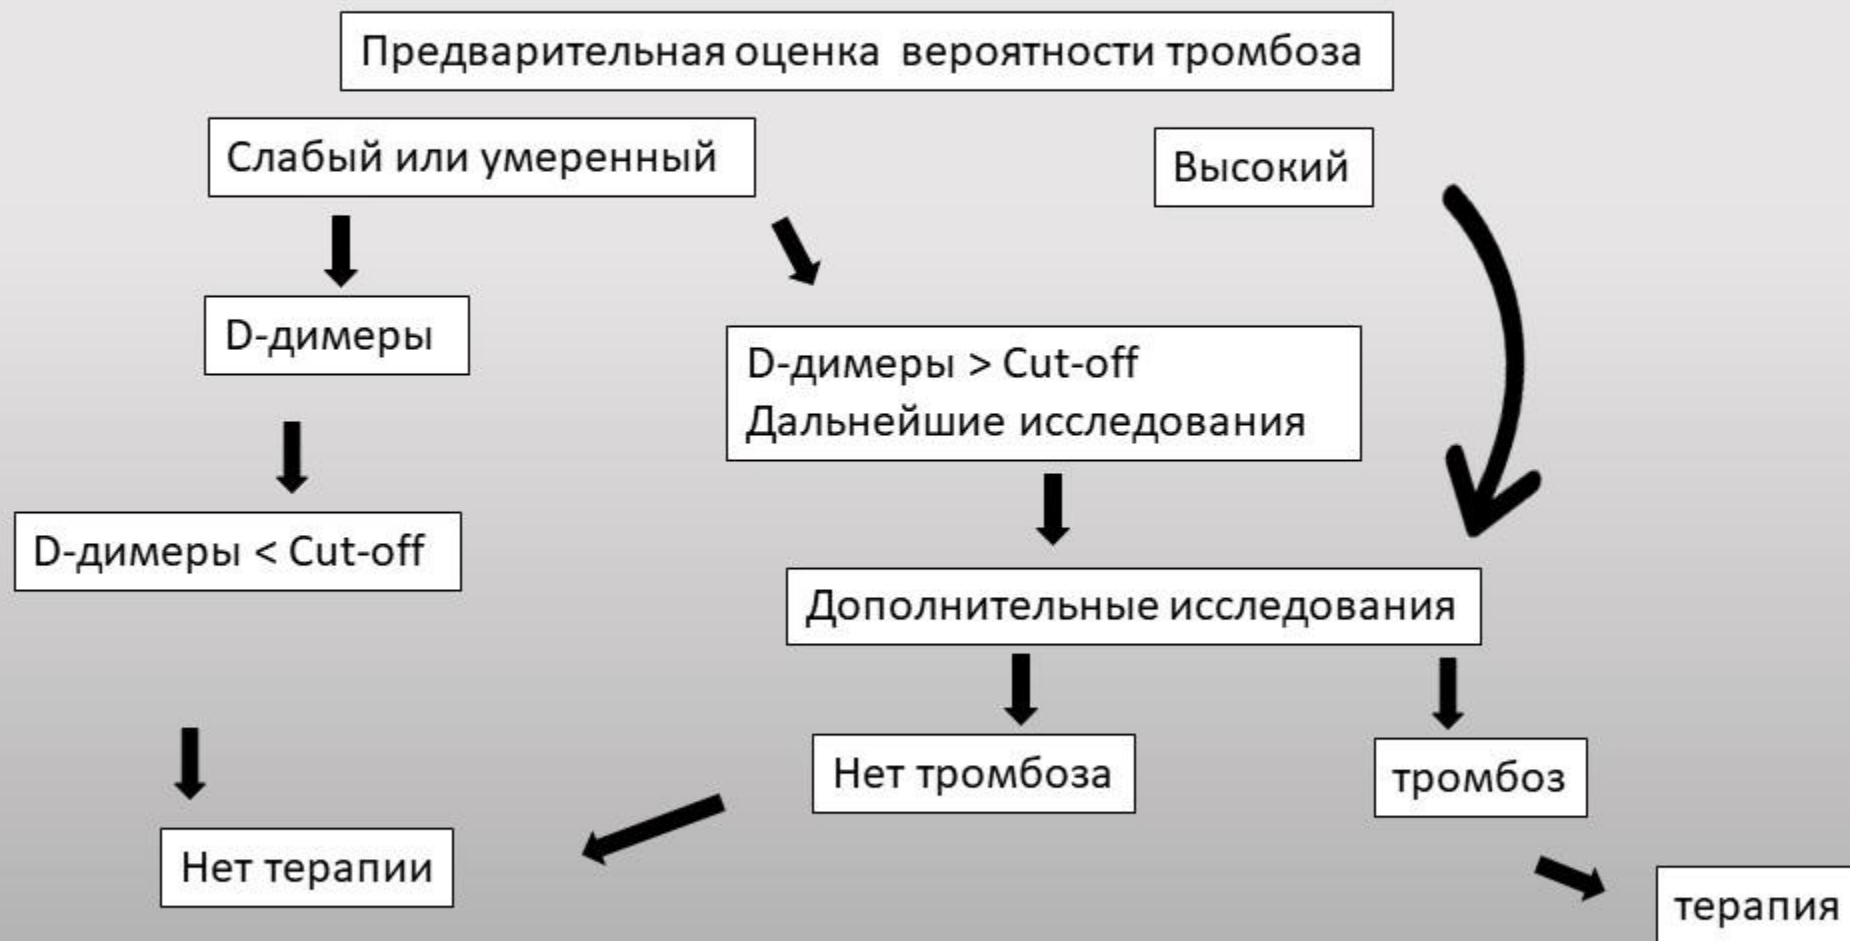 Предварительная оценка вероятности тромбоза
Слабый или умеренный
Высокий
D-димеры
D-димеры > Cut-off
Дальнейшие исследования
D-димеры < Cut-off
Дополнительные исследования
Нет тромбоза
тромбоз
Нет терапии
терапия